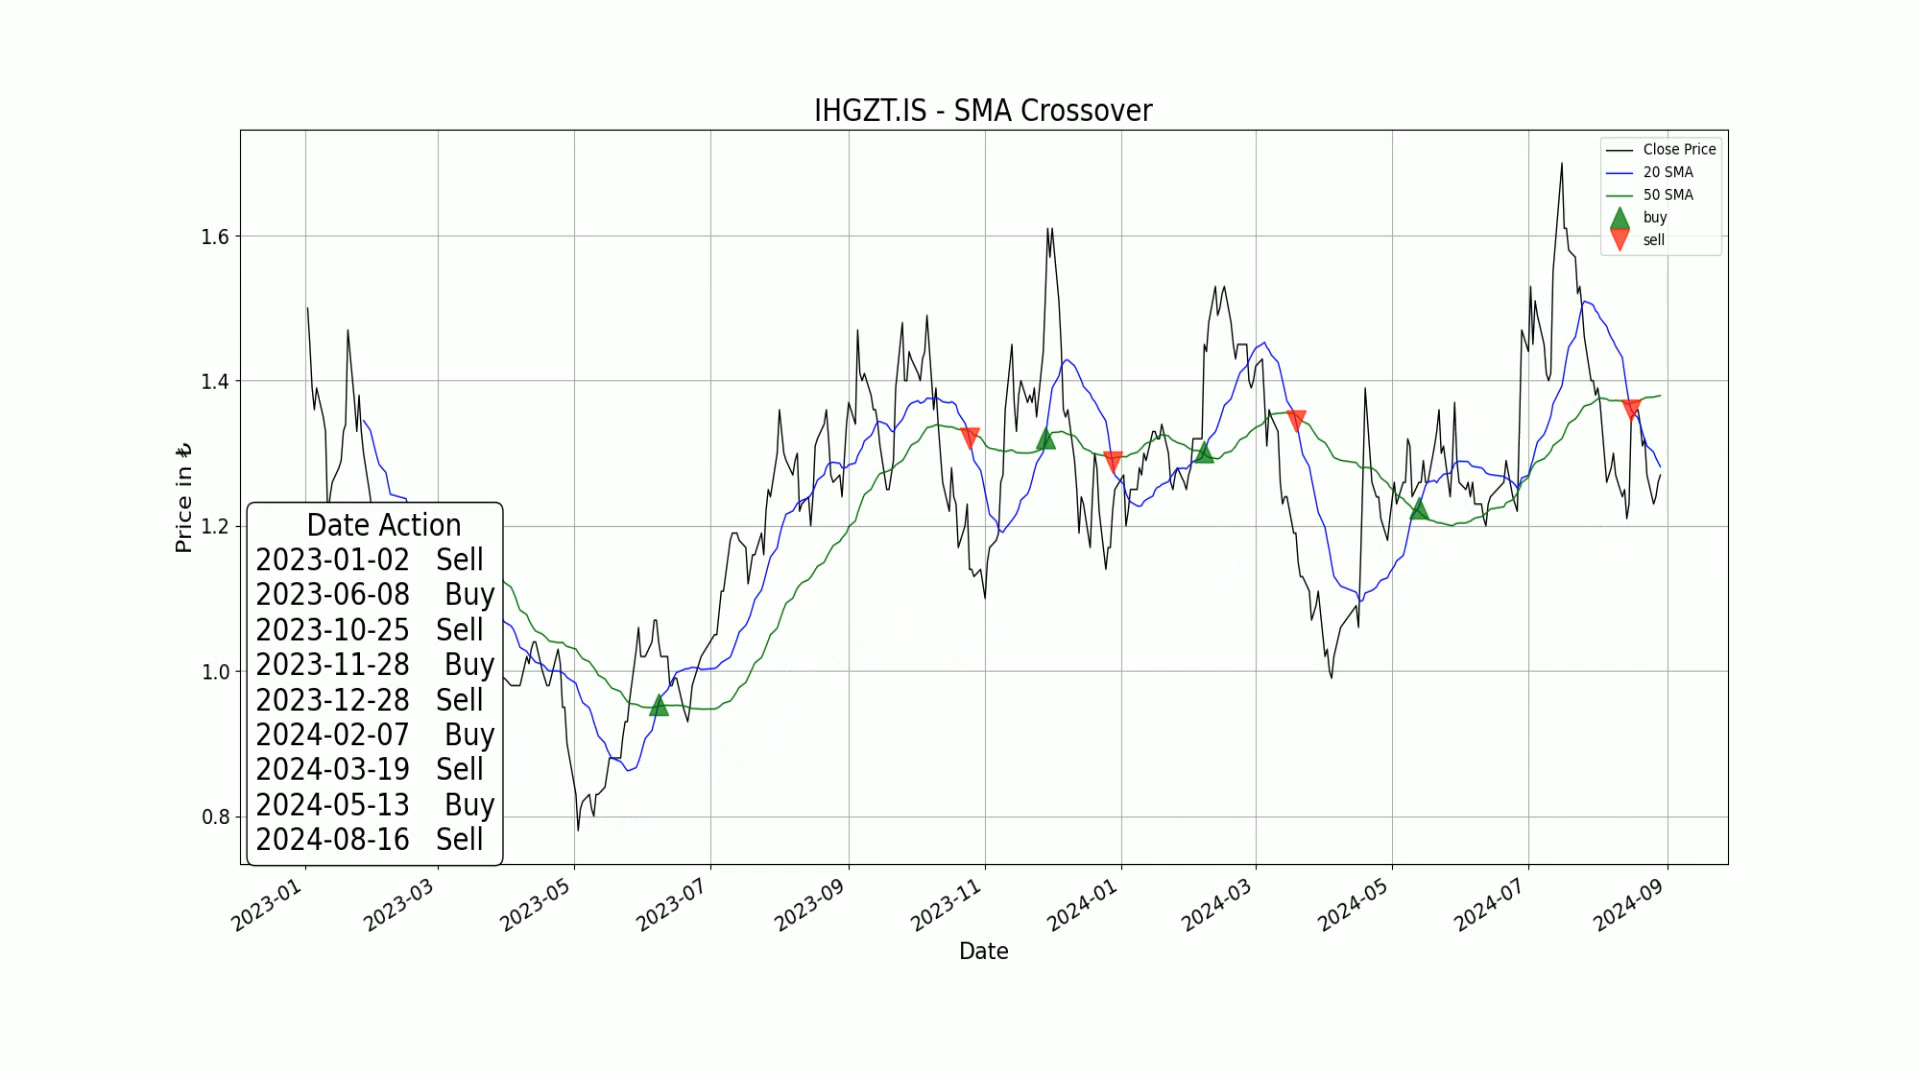 IHGZT.IS - SMA Crossover
Close Price
20 SMA
50 SMA
buy
sell
1.6
1.4
1.2
1.0
0.8
Price in ₺
Date Action
2023-01-02 Sell
2023-06-08 Buy
2023-10-25 Sell
2023-11-28 Buy
2023-12-28 Sell
2024-02-07 Buy
2024-03-19 Sell
2024-05-13 Buy
2024-08-16 Sell
2023-01
2023-03
2023-05
2023-07
2023-09
2023-11
2024-01
2024-03
2024-05
2024-07
2024-09
Date